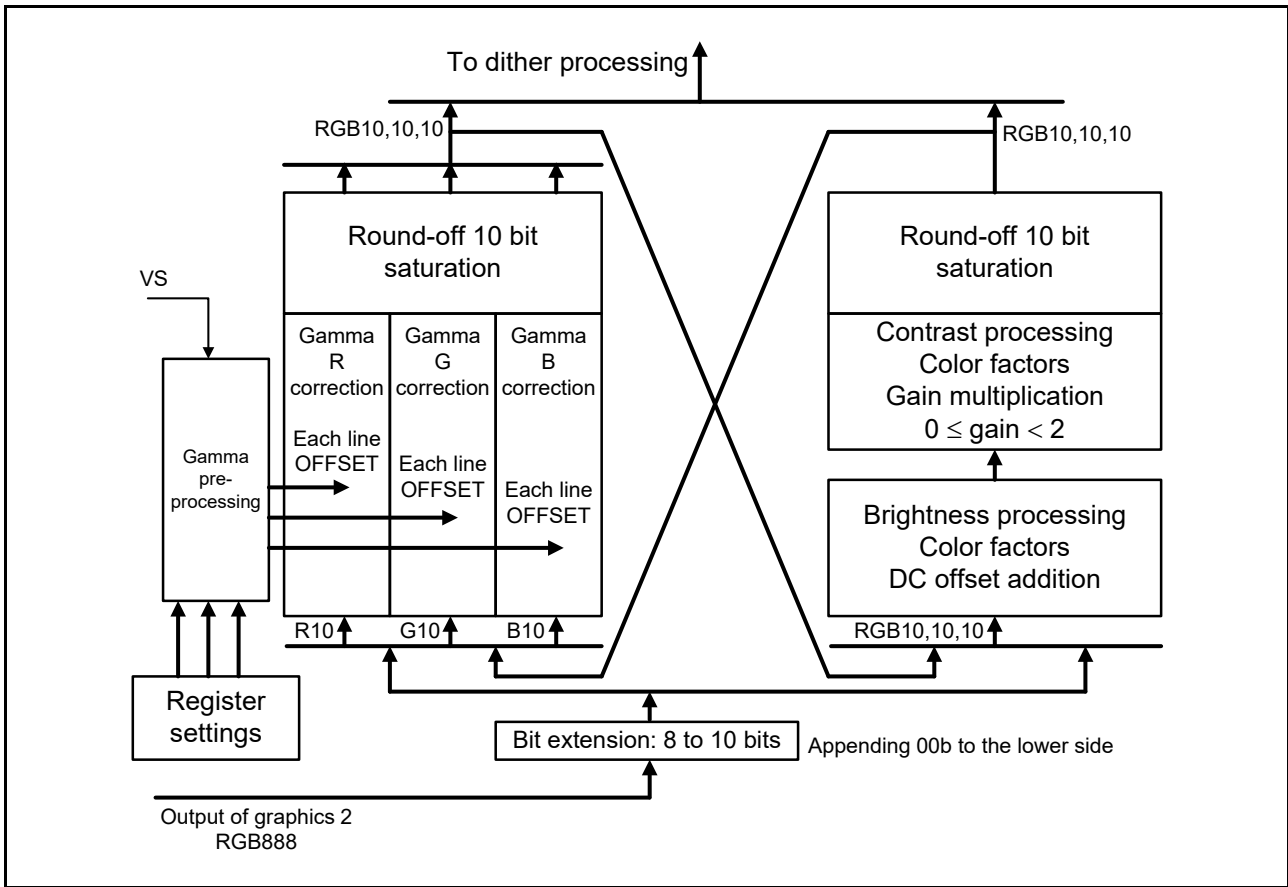 To dither processing
RGB10,10,10
RGB10,10,10
Round-off 10 bit
saturation
Round-off 10 bit
saturation
VS
Gamma
R
correction
Gamma
G
correction
Gamma
B
correction
Contrast processing
Color factors
Gain multiplication
0 ≤ gain < 2
Each line
OFFSET
Each line
OFFSET
Each line
OFFSET
Gamma
pre-
processing
Brightness processing
Color factors
DC offset addition
R10
G10
B10
RGB10,10,10
Register
settings
Bit extension: 8 to 10 bits
Appending 00b to the lower side
Output of graphics 2
RGB888